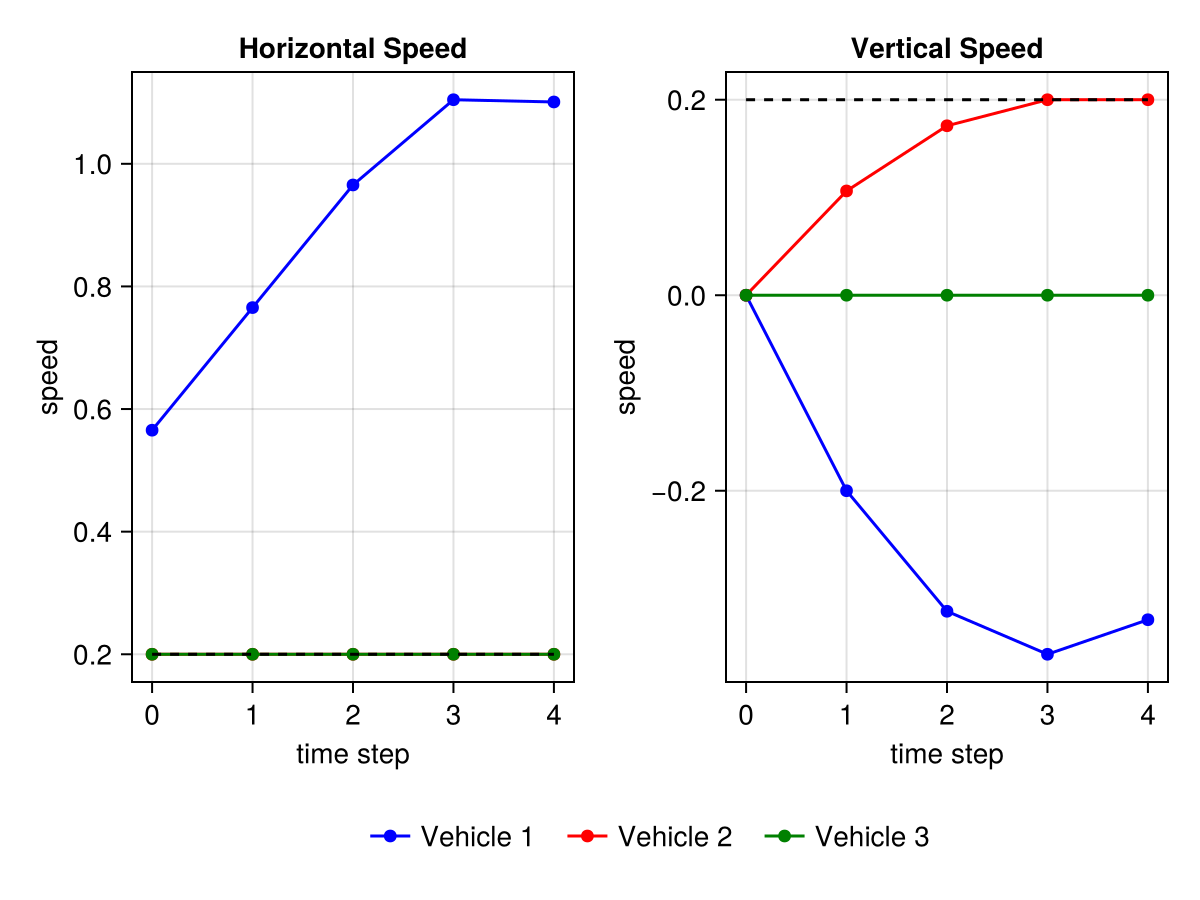 Horizontal Speed
speed
1.0
0.8
0.6
0.4
0.2
0 1 2 3 4
time step
Vertical Speed
speed
0.2
0.0
−0.2
0 1 2 3 4
time step
Vehicle 1 Vehicle 2 Vehicle 3